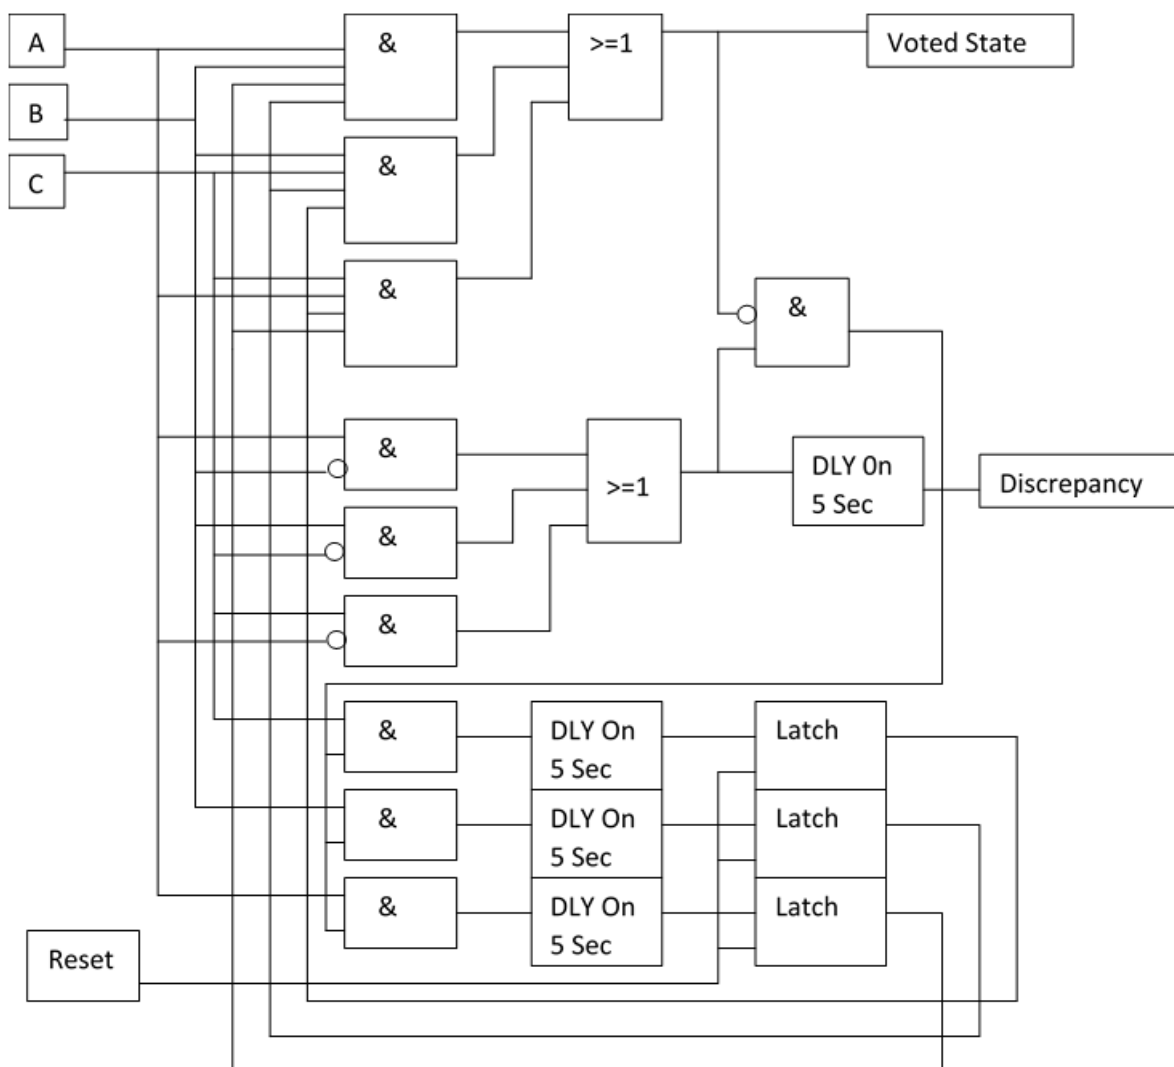 A
&
>=1
Voted State
B
&
C
&
&
&
>=1
DLY 0n
5 Sec
Discrepancy
&
&
&
DLY On
5 Sec
Latch
&
DLY On
5 Sec
Latch
&
DLY On
5 Sec
Latch
Reset